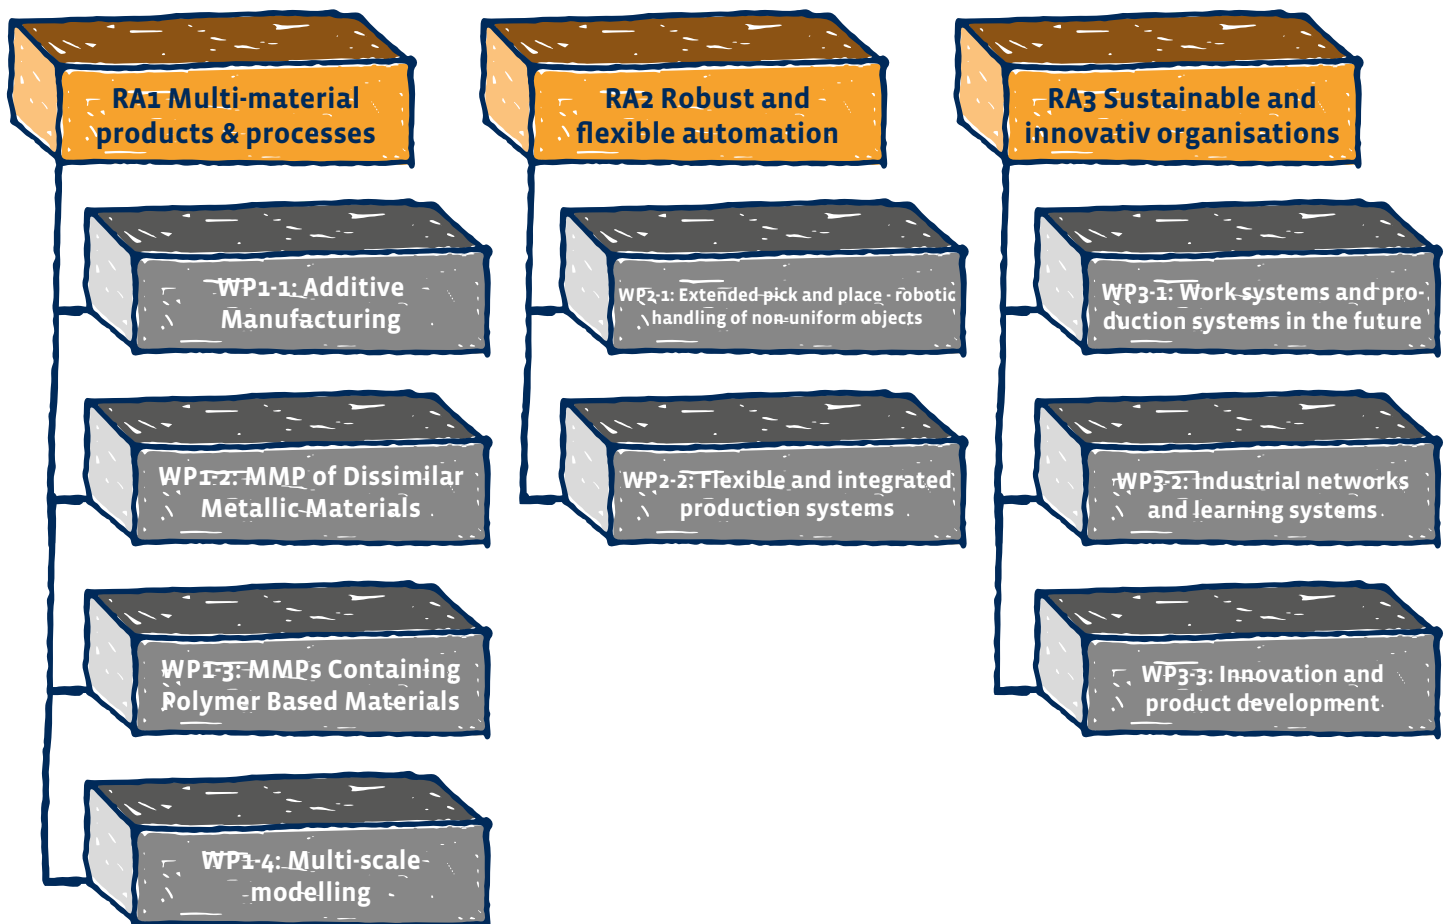 RA1 Multi-material
products & processes
WP1-1: Additive
Manufacturing
WP1-2: MMP of Dissimilar
Metallic Materials
WP1-3: MMPs Containing
Polymer Based Materials
WP1-4: Multi-scale
modelling
RA2 Robust and
flexible automation
WP2-1: Extended pick and place - robotic
handling of non-uniform objects
WP2-2: Flexible and integrated
production systems
RA3 Sustainable and
innovativ organisations
WP3-1: Work systems and pro-
duction systems in the future
WP3-2: Industrial networks
and learning systems
WP3-3: Innovation and
product development